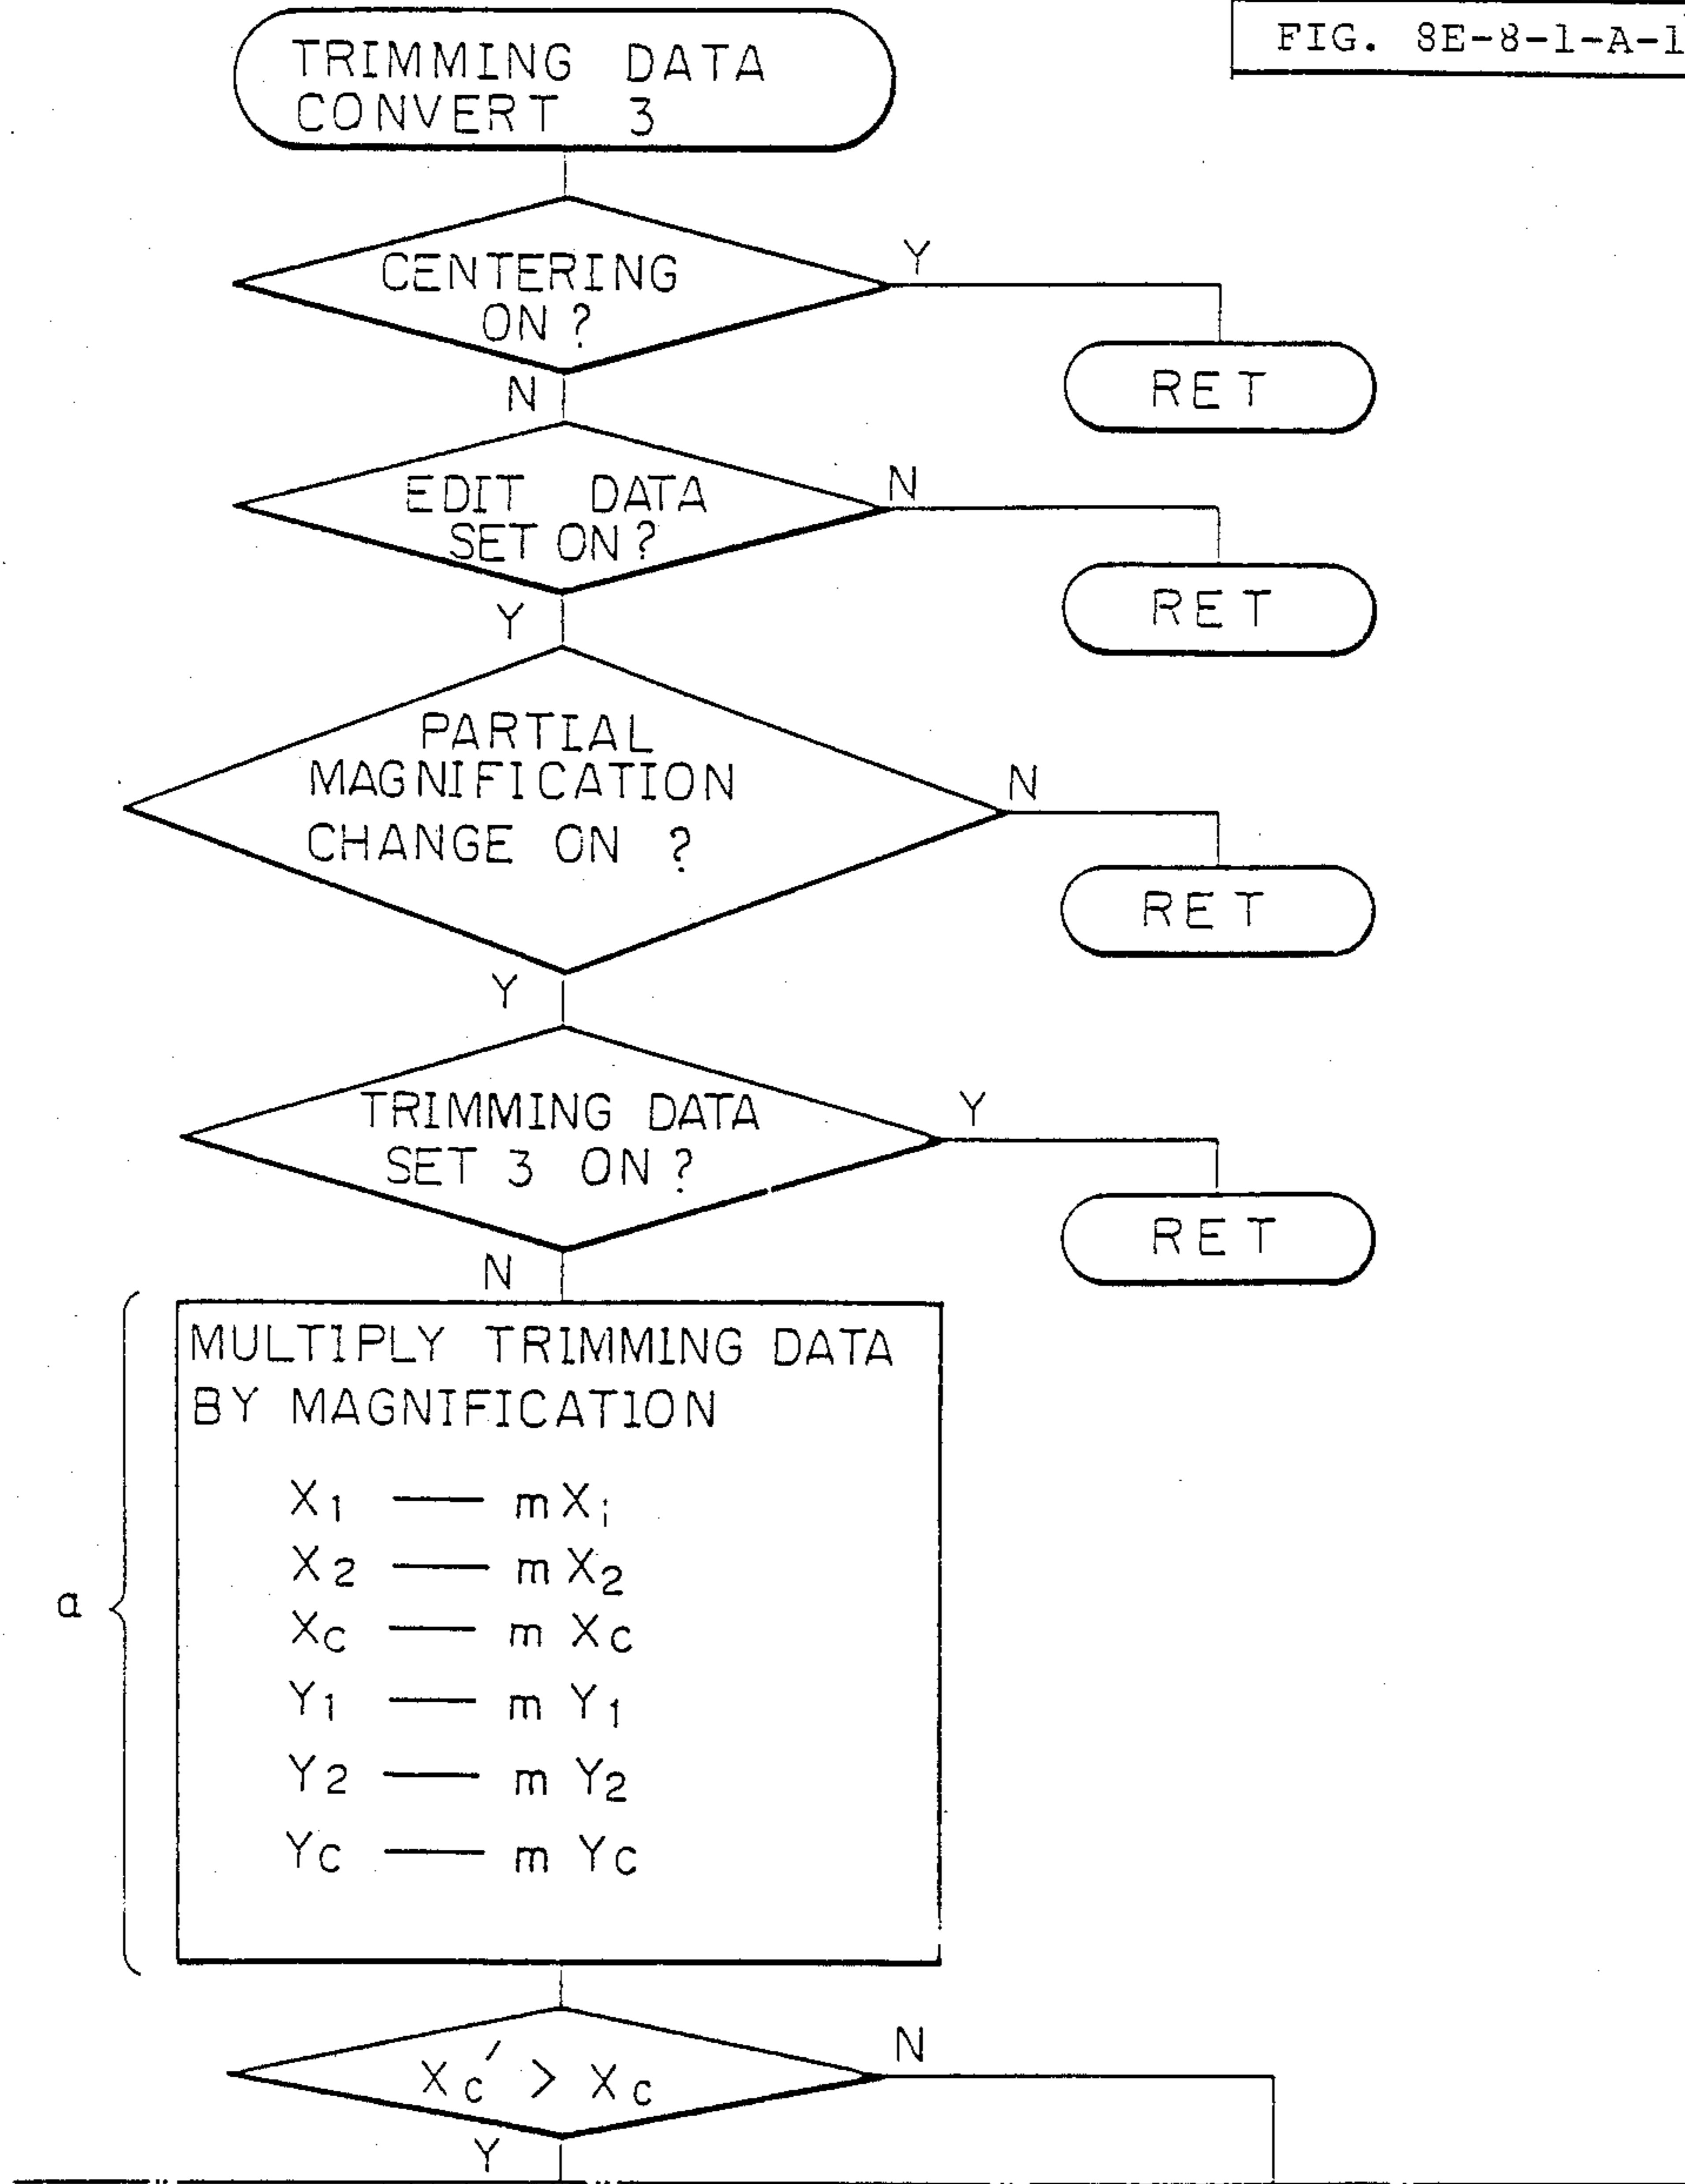 FIG. 8E-8-1-A-1
TRIMMING DATA
CONVERT 3
CENTERING
ON?
Y
RET
N
EDIT DATA
SET ON?
N
RET
Y
PARTIAL
MAGNIFICATION
CHANGE ON ?
N
RET
Y
TRIMMING DATA
SET 3 ON?
Y
RET
N
a
MULTIPLY TRIMMING DATA
BY MAGNIFICATION
X1 — mX1
X2 — mX2
XC — m XC
Y1 — m Y1
Y2 — m Y2
YC — m YC
XC' > XC
N
Y